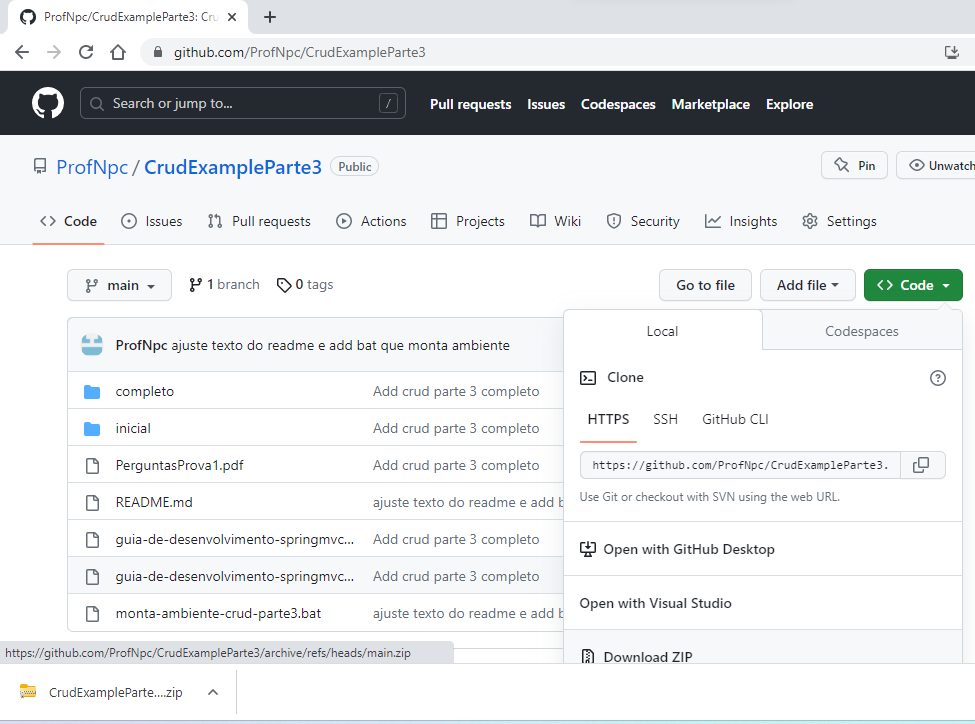 ProfNpc/CrudExampleParte3: Cru
github.com/ProfNpc/CrudExampleParte3
Search or jump to... /
Pull requests Issues Codespaces Marketplace Explore
ProfNpc / CrudExampleParte3 Public
Pin Unwatch
Code Issues Pull requests Actions Projects Wiki Security Insights Settings
main 1 branch 0 tags Go to file Add file Code
Local Codespaces
ProfNpc ajuste texto do readme e add bat que monta ambiente
Clone
completo Add crud parte 3 completo
HTTPS SSH GitHub CLI
inicial Add crud parte 3 completo
PerguntasProva1.pdf Add crud parte 3 completo
https://github.com/ProfNpc/CrudExampleParte3.
README.md ajuste texto do readme e add b
Use Git or checkout with SVN using the web URL.
guia-de-desenvolvimento-springmvc... Add crud parte 3 completo
Open with GitHub Desktop
guia-de-desenvolvimento-springmvc... Add crud parte 3 completo
Open with Visual Studio
monta-ambiente-crud-parte3.bat ajuste texto do readme e add b
https://github.com/ProfNpc/CrudExampleParte3/archive/refs/heads/main.zip
Download ZIP
CrudExampleParte....zip